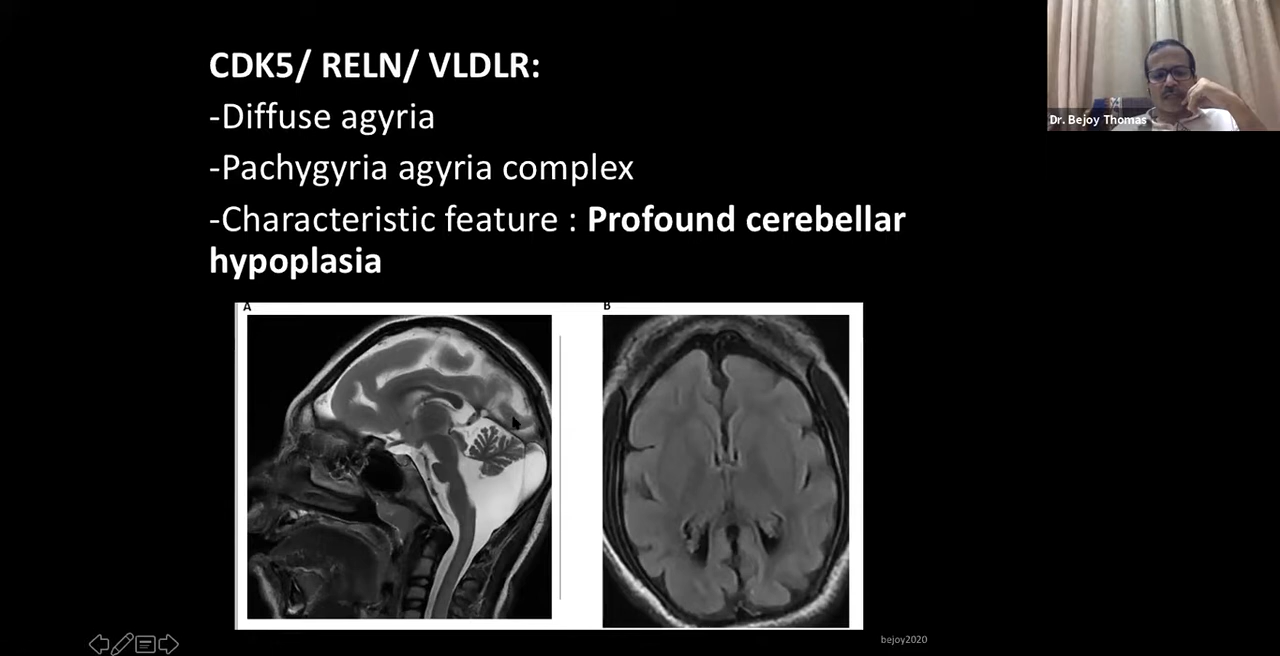 CDK5/ RELN/ VLDLR:
-Diffuse agyria
-Pachygyria agyria complex
-Characteristic feature : Profound cerebellar
hypoplasia
A
B
Dr. Bejoy Thomas
bejoy2020